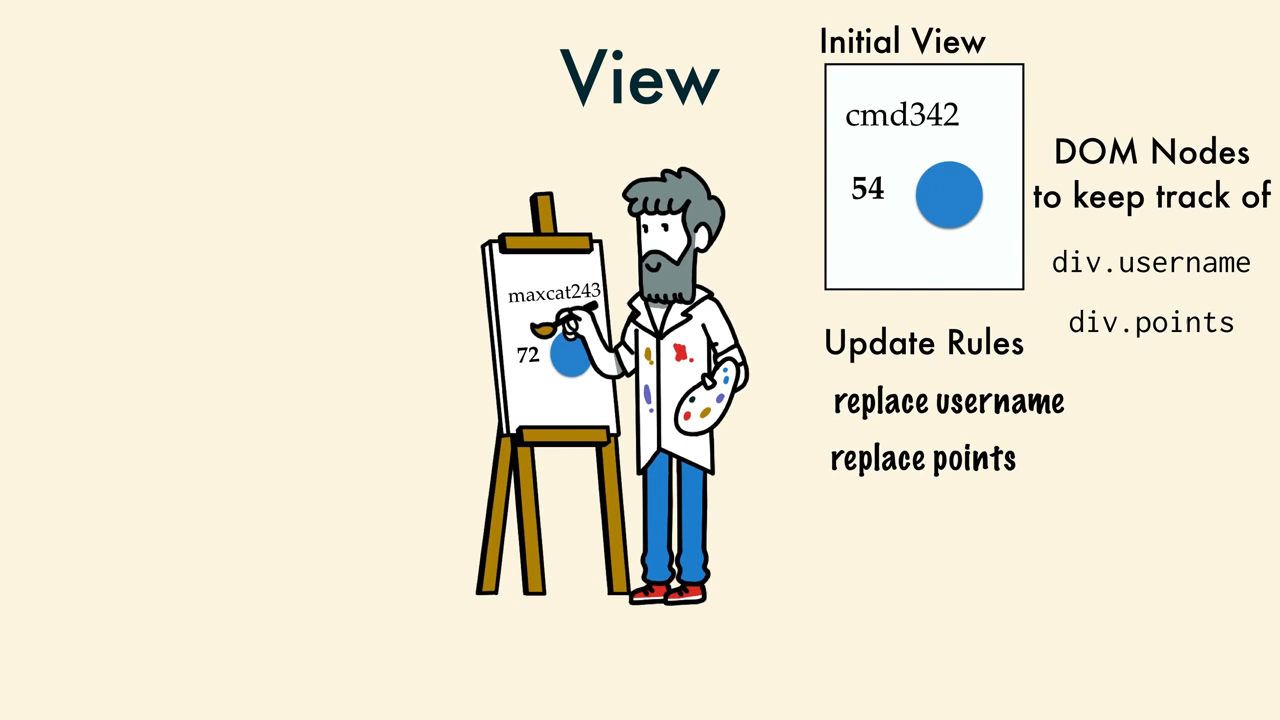 View
maxcat243
72
Initial View
cmd342
54
DOM Nodes
to keep track of
div.username
div.points
Update Rules
replace username
replace points